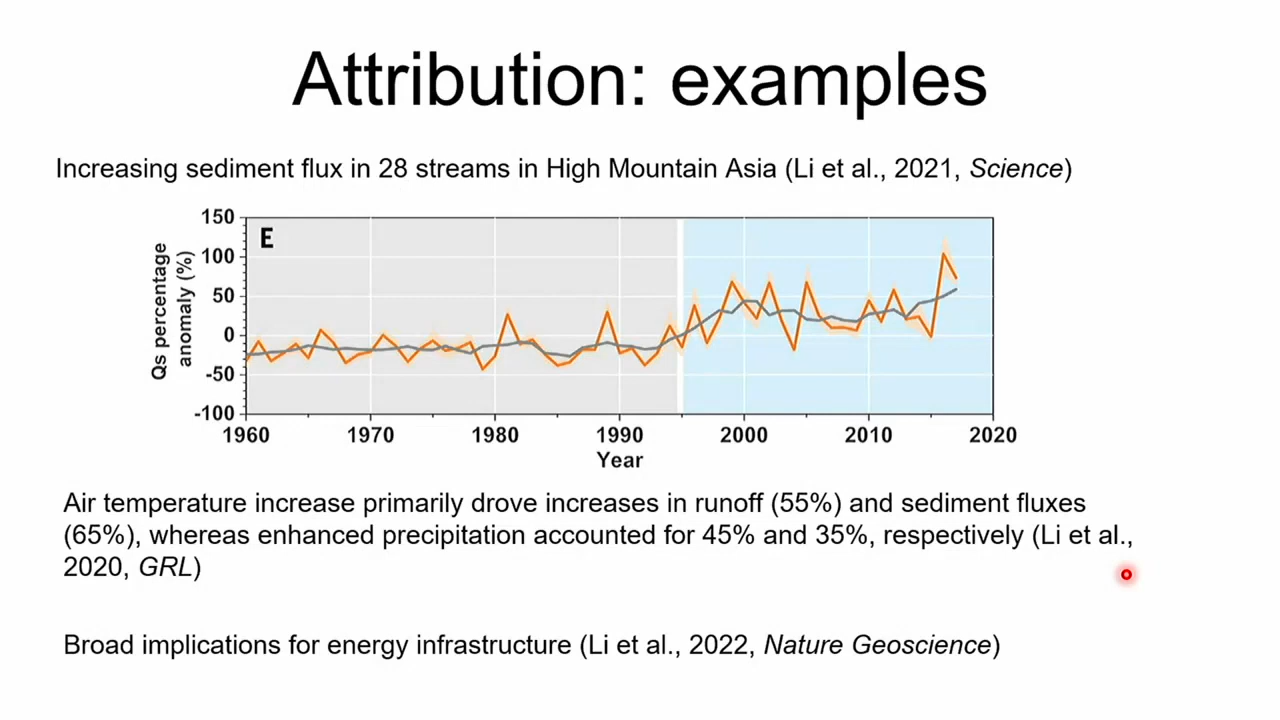 Attribution: examples
Increasing sediment flux in 28 streams in High Mountain Asia (Li et al., 2021, Science)
150
100
50
0
-50
-100
Qs percentage
anomaly (%)
E
1960 1970 1980 1990 2000 2010 2020
Year
Air temperature increase primarily drove increases in runoff (55%) and sediment fluxes
(65%), whereas enhanced precipitation accounted for 45% and 35%, respectively (Li et al.,
2020, GRL)
Broad implications for energy infrastructure (Li et al., 2022, Nature Geoscience)